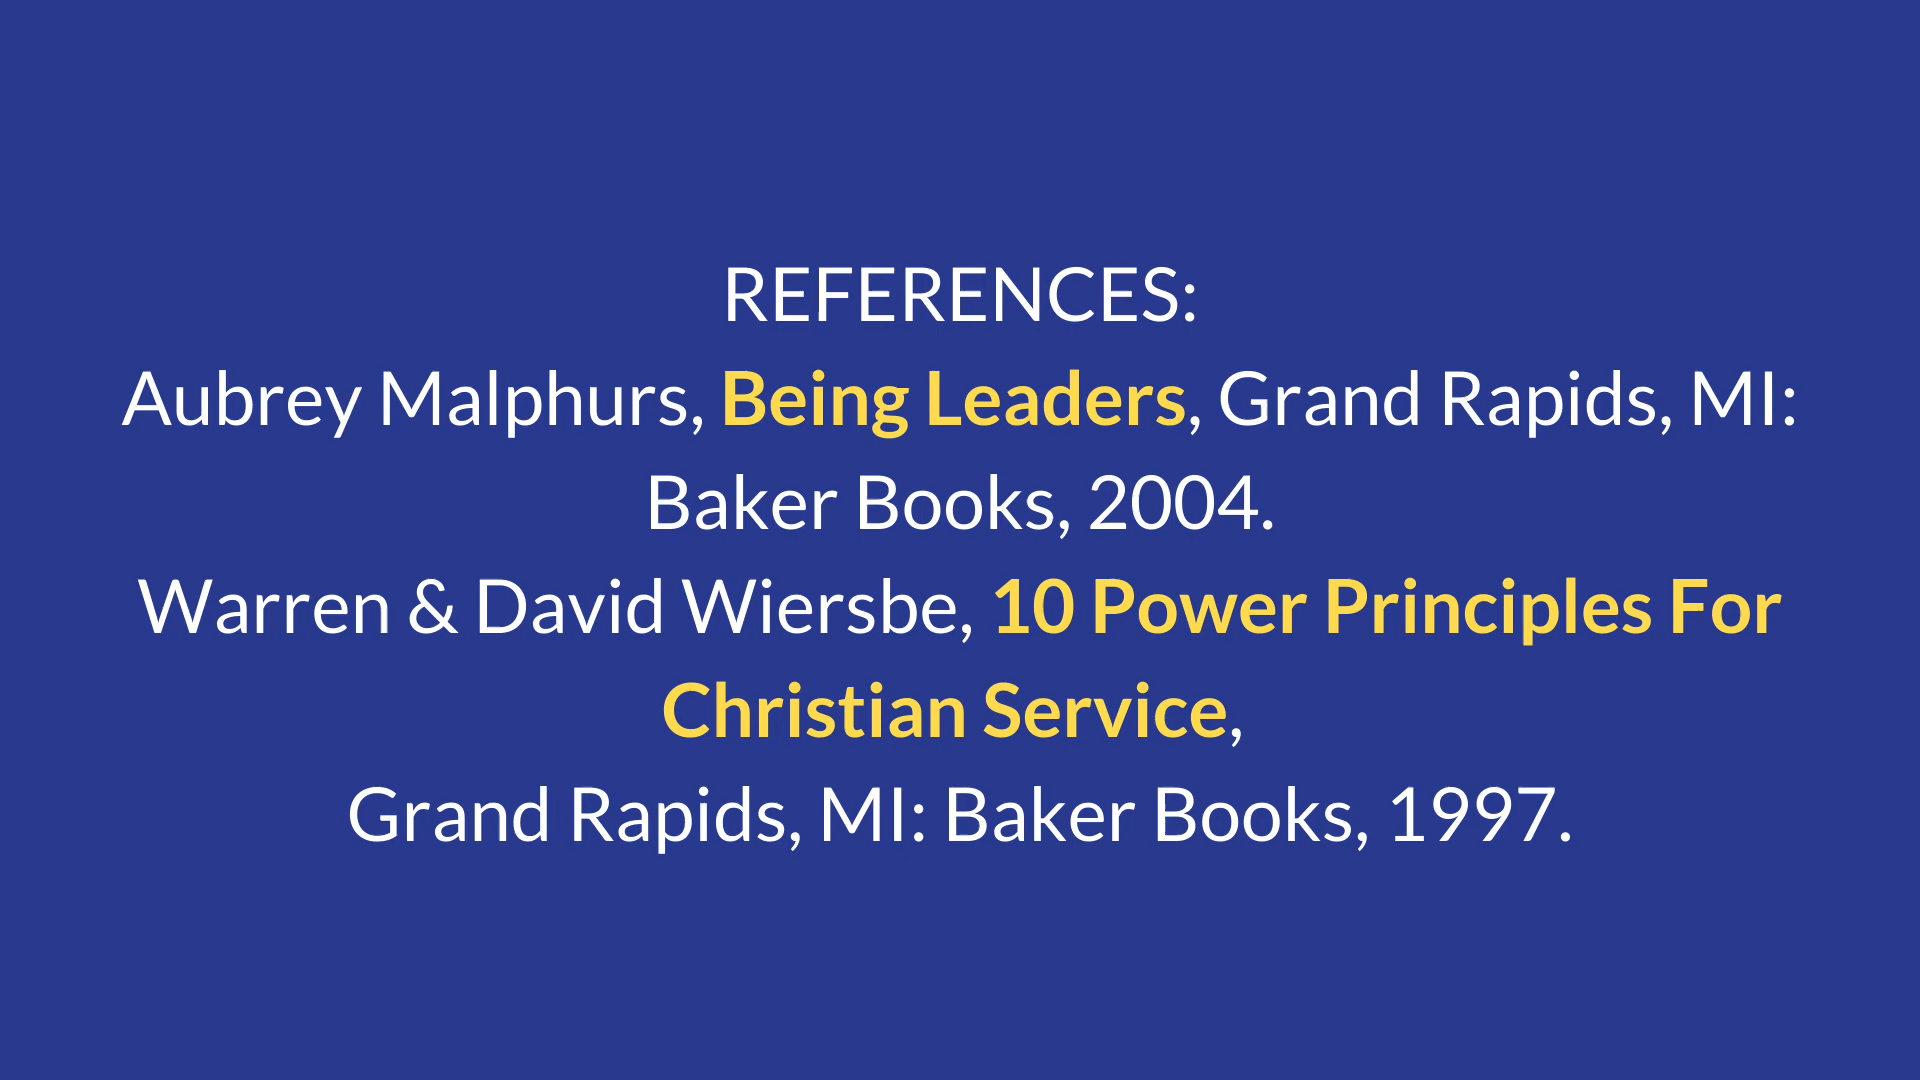 REFERENCES:
Aubrey Malphurs, Being Leaders, Grand Rapids, MI:
Baker Books, 2004.
Warren & David Wiersbe, 10 Power Principles For
Christian Service,
Grand Rapids, MI: Baker Books, 1997.